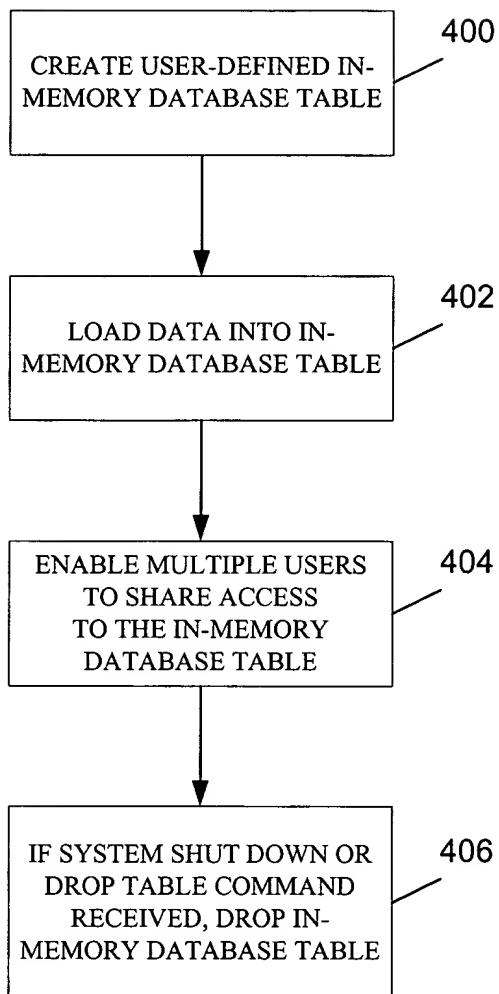 400
CREATE USER-DEFINED IN-
MEMORY DATABASE TABLE
402
LOAD DATA INTO IN-
MEMORY DATABASE TABLE
404
ENABLE MULTIPLE USERS
TO SHARE ACCESS
TO THE IN-MEMORY
DATABASE TABLE
406
IF SYSTEM SHUT DOWN OR
DROP TABLE COMMAND
RECEIVED, DROP IN-
MEMORY DATABASE TABLE